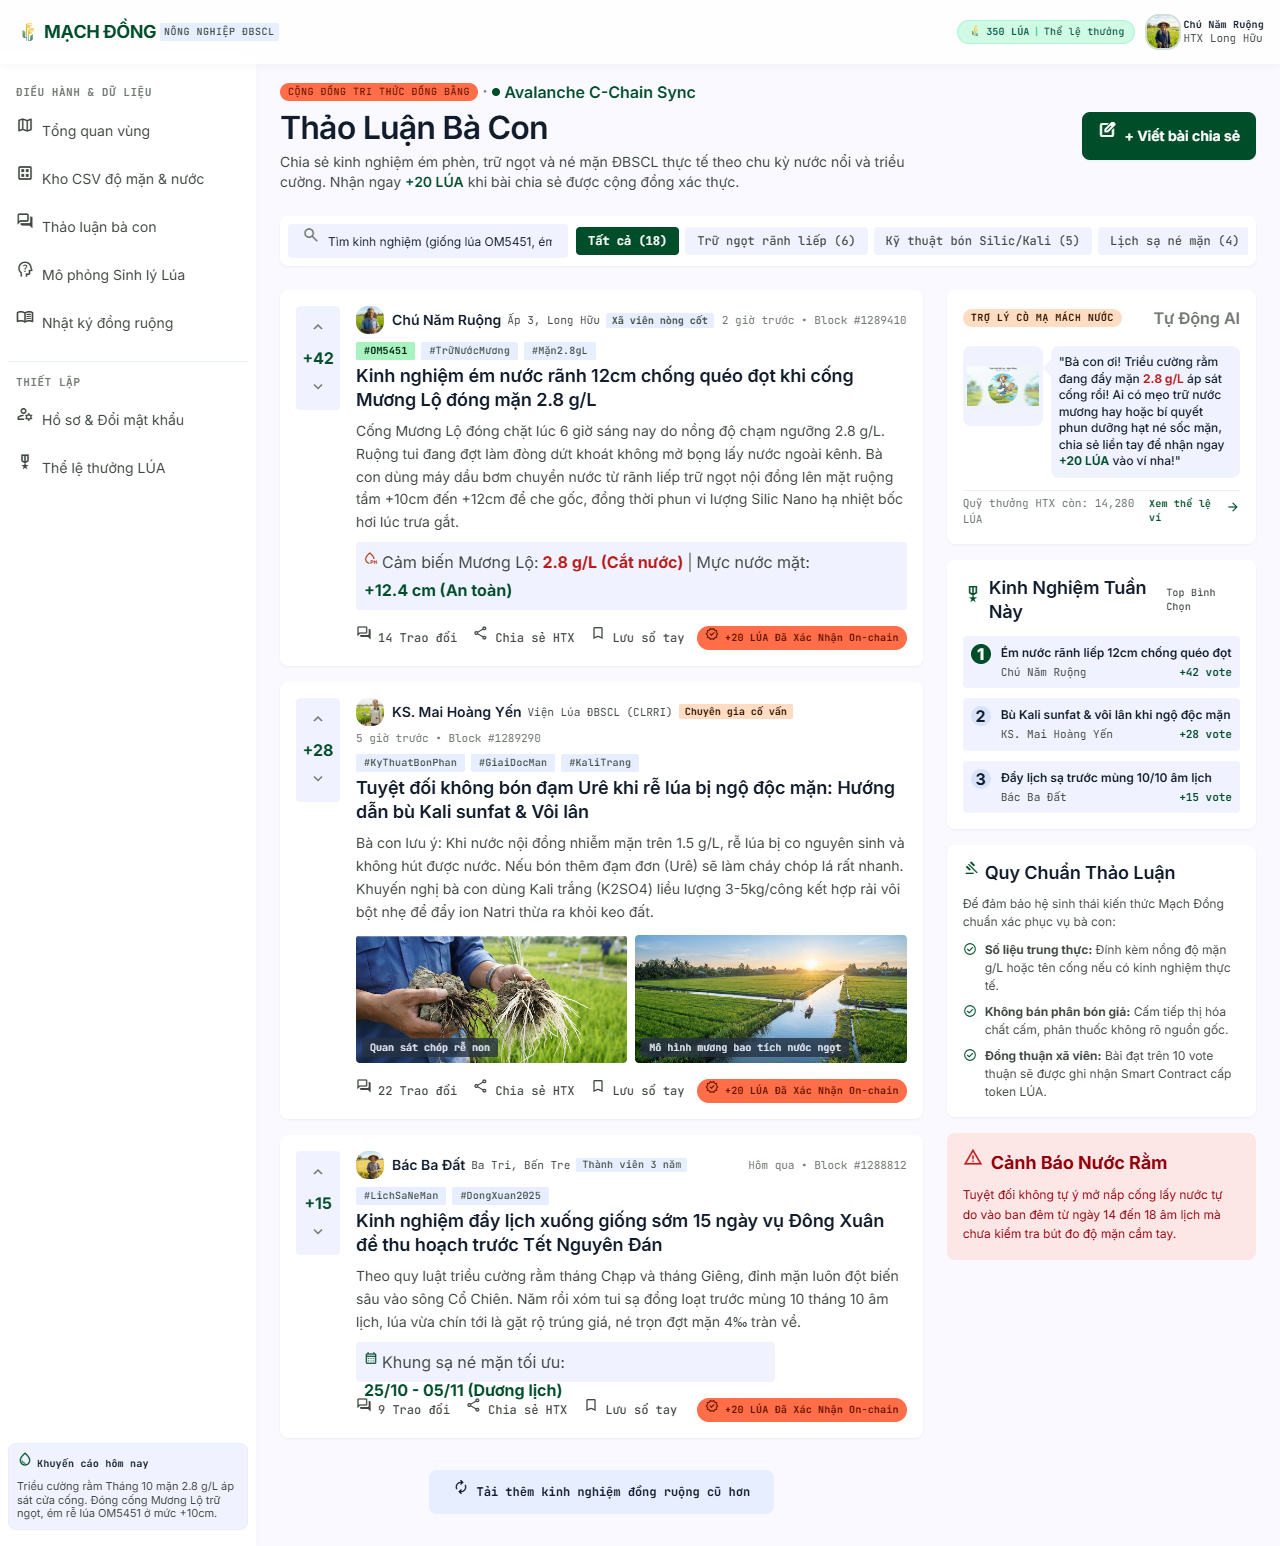 MẠCH ĐỒNG
NÔNG NGHIỆP ĐBSCL
350 LÚA | Thể lệ thưởng
Chú Năm Ruộng
HTX Long Hữu
ĐIỀU HÀNH & DỮ LIỆU
Tổng quan vùng
Kho CSV độ mặn & nước
Thảo luận bà con
Mô phỏng Sinh lý Lúa
Nhật ký đồng ruộng
THIẾT LẬP
Hồ sơ & Đổi mật khẩu
Thể lệ thưởng LÚA
Khuyến cáo hôm nay
Triều cường rằm Tháng 10 mặn 2.8 g/L áp
sát cửa cống. Đóng cống Mương Lộ trữ
ngọt, ém rễ lúa OM5451 ở mức +10cm.
CỘNG ĐỒNG TRI THỨC ĐỒNG BẰNG
• Avalanche C-Chain Sync
Thảo Luận Bà Con
Chia sẻ kinh nghiệm ém phèn, trữ ngọt và né mặn ĐBSCL thực tế theo chu kỳ nước nổi và triều
cường. Nhận ngay +20 LÚA khi bài chia sẻ được cộng đồng xác thực.
+ Viết bài chia sẻ
Tìm kinh nghiệm (giống lúa OM5451, ém
Tất cả (18)
Trữ ngọt rãnh liếp (6)
Kỹ thuật bón Silic/Kali (5)
Lịch sạ né mặn (4)
+42
Chú Năm Ruộng Ấp 3, Long Hữu Xã viên nòng cốt 2 giờ trước • Block #1289410
#OM5451 #TrữNướcMương #Mặn2.8gL
Kinh nghiệm ém nước rãnh 12cm chống quéo đọt khi cống
Mương Lộ đóng mặn 2.8 g/L
Cống Mương Lộ đóng chặt lúc 6 giờ sáng nay do nồng độ chạm ngưỡng 2.8 g/L.
Ruộng tui đang đợt làm đòng dứt khoát không mở bọng lấy nước ngoài kênh. Bà
con dùng máy dầu bơm chuyền nước từ rãnh liếp trữ ngọt nội đồng lên mặt ruộng
tầm +10cm đến +12cm để che gốc, đồng thời phun vi lượng Silic Nano hạ nhiệt bốc
hơi lúc trưa gắt.
Cảm biến Mương Lộ: 2.8 g/L (Cắt nước) | Mực nước mặt:
+12.4 cm (An toàn)
14 Trao đổi Chia sẻ HTX Lưu sổ tay +20 LÚA Đã Xác Nhận On-chain
+28
KS. Mai Hoàng Yến Viện Lúa ĐBSCL (CLRRI) Chuyên gia cố vấn
5 giờ trước • Block #1289290
#KyThuatBonPhan #GiaiDocMan #KaliTrang
Tuyệt đối không bón đạm Urê khi rễ lúa bị ngộ độc mặn: Hướng
dẫn bù Kali sunfat & Vôi lân
Bà con lưu ý: Khi nước nội đồng nhiễm mặn trên 1.5 g/L, rễ lúa bị co nguyên sinh và
không hút được nước. Nếu bón thêm đạm đơn (Urê) sẽ làm cháy chóp lá rất nhanh.
Khuyến nghị bà con dùng Kali trắng (K2SO4) liều lượng 3-5kg/công kết hợp rải vôi
bột nhẹ để đẩy ion Natri thừa ra khỏi keo đất.
Quan sát chóp rễ non
Mô hình mương bao tích nước ngọt
22 Trao đổi Chia sẻ HTX Lưu sổ tay +20 LÚA Đã Xác Nhận On-chain
+15
Bác Ba Đất Ba Tri, Bến Tre Thành viên 3 năm Hôm qua • Block #1288812
#LichSaNeMan #DongXuan2025
Kinh nghiệm đẩy lịch xuống giống sớm 15 ngày vụ Đông Xuân
để thu hoạch trước Tết Nguyên Đán
Theo quy luật triều cường rằm tháng Chạp và tháng Giêng, đỉnh mặn luôn đột biến
sâu vào sông Cổ Chiên. Năm rồi xóm tui sạ đồng loạt trước mùng 10 tháng 10 âm
lịch, lúa vừa chín tới là gặt rộ trúng giá, né trọn đợt mặn 4‰ tràn về.
Khung sạ né mặn tối ưu:
25/10 - 05/11 (Dương lịch)
9 Trao đổi Chia sẻ HTX Lưu sổ tay +20 LÚA Đã Xác Nhận On-chain
Tải thêm kinh nghiệm đồng ruộng cũ hơn
TRỢ LÝ CÒ MẠ MÁCH NƯỚC
Tự Động AI
"Bà con ơi! Triều cường rằm
đang đẩy mặn 2.8 g/L áp sát
cống rồi! Ai có mẹo trữ nước
mương hay hoặc bí quyết
phun dưỡng hạt né sốc mặn,
chia sẻ liền tay để nhận ngay
+20 LÚA vào ví nha!"
Quỹ thưởng HTX còn: 14,280
LÚA
Xem thể lệ
ví
Kinh Nghiệm Tuần
Này
Top Bình
Chọn
1 Ém nước rãnh liếp 12cm chống quéo đọt
Chú Năm Ruộng +42 vote
2 Bù Kali sunfat & vôi lân khi ngộ độc mặn
KS. Mai Hoàng Yến +28 vote
3 Đẩy lịch sạ trước mùng 10/10 âm lịch
Bác Ba Đất +15 vote
Quy Chuẩn Thảo Luận
Để đảm bảo hệ sinh thái kiến thức Mạch Đồng
chuẩn xác phục vụ bà con:
Số liệu trung thực: Đính kèm nồng độ mặn
g/L hoặc tên cống nếu có kinh nghiệm thực
tế.
Không bán phân bón giả: Cấm tiếp thị hóa
chất cấm, phân thuốc không rõ nguồn gốc.
Đồng thuận xã viên: Bài đạt trên 10 vote
thuận sẽ được ghi nhận Smart Contract cấp
token LÚA.
Cảnh Báo Nước Rằm
Tuyệt đối không tự ý mở nắp cống lấy nước tự
do vào ban đêm từ ngày 14 đến 18 âm lịch mà
chưa kiểm tra bút đo độ mặn cầm tay.